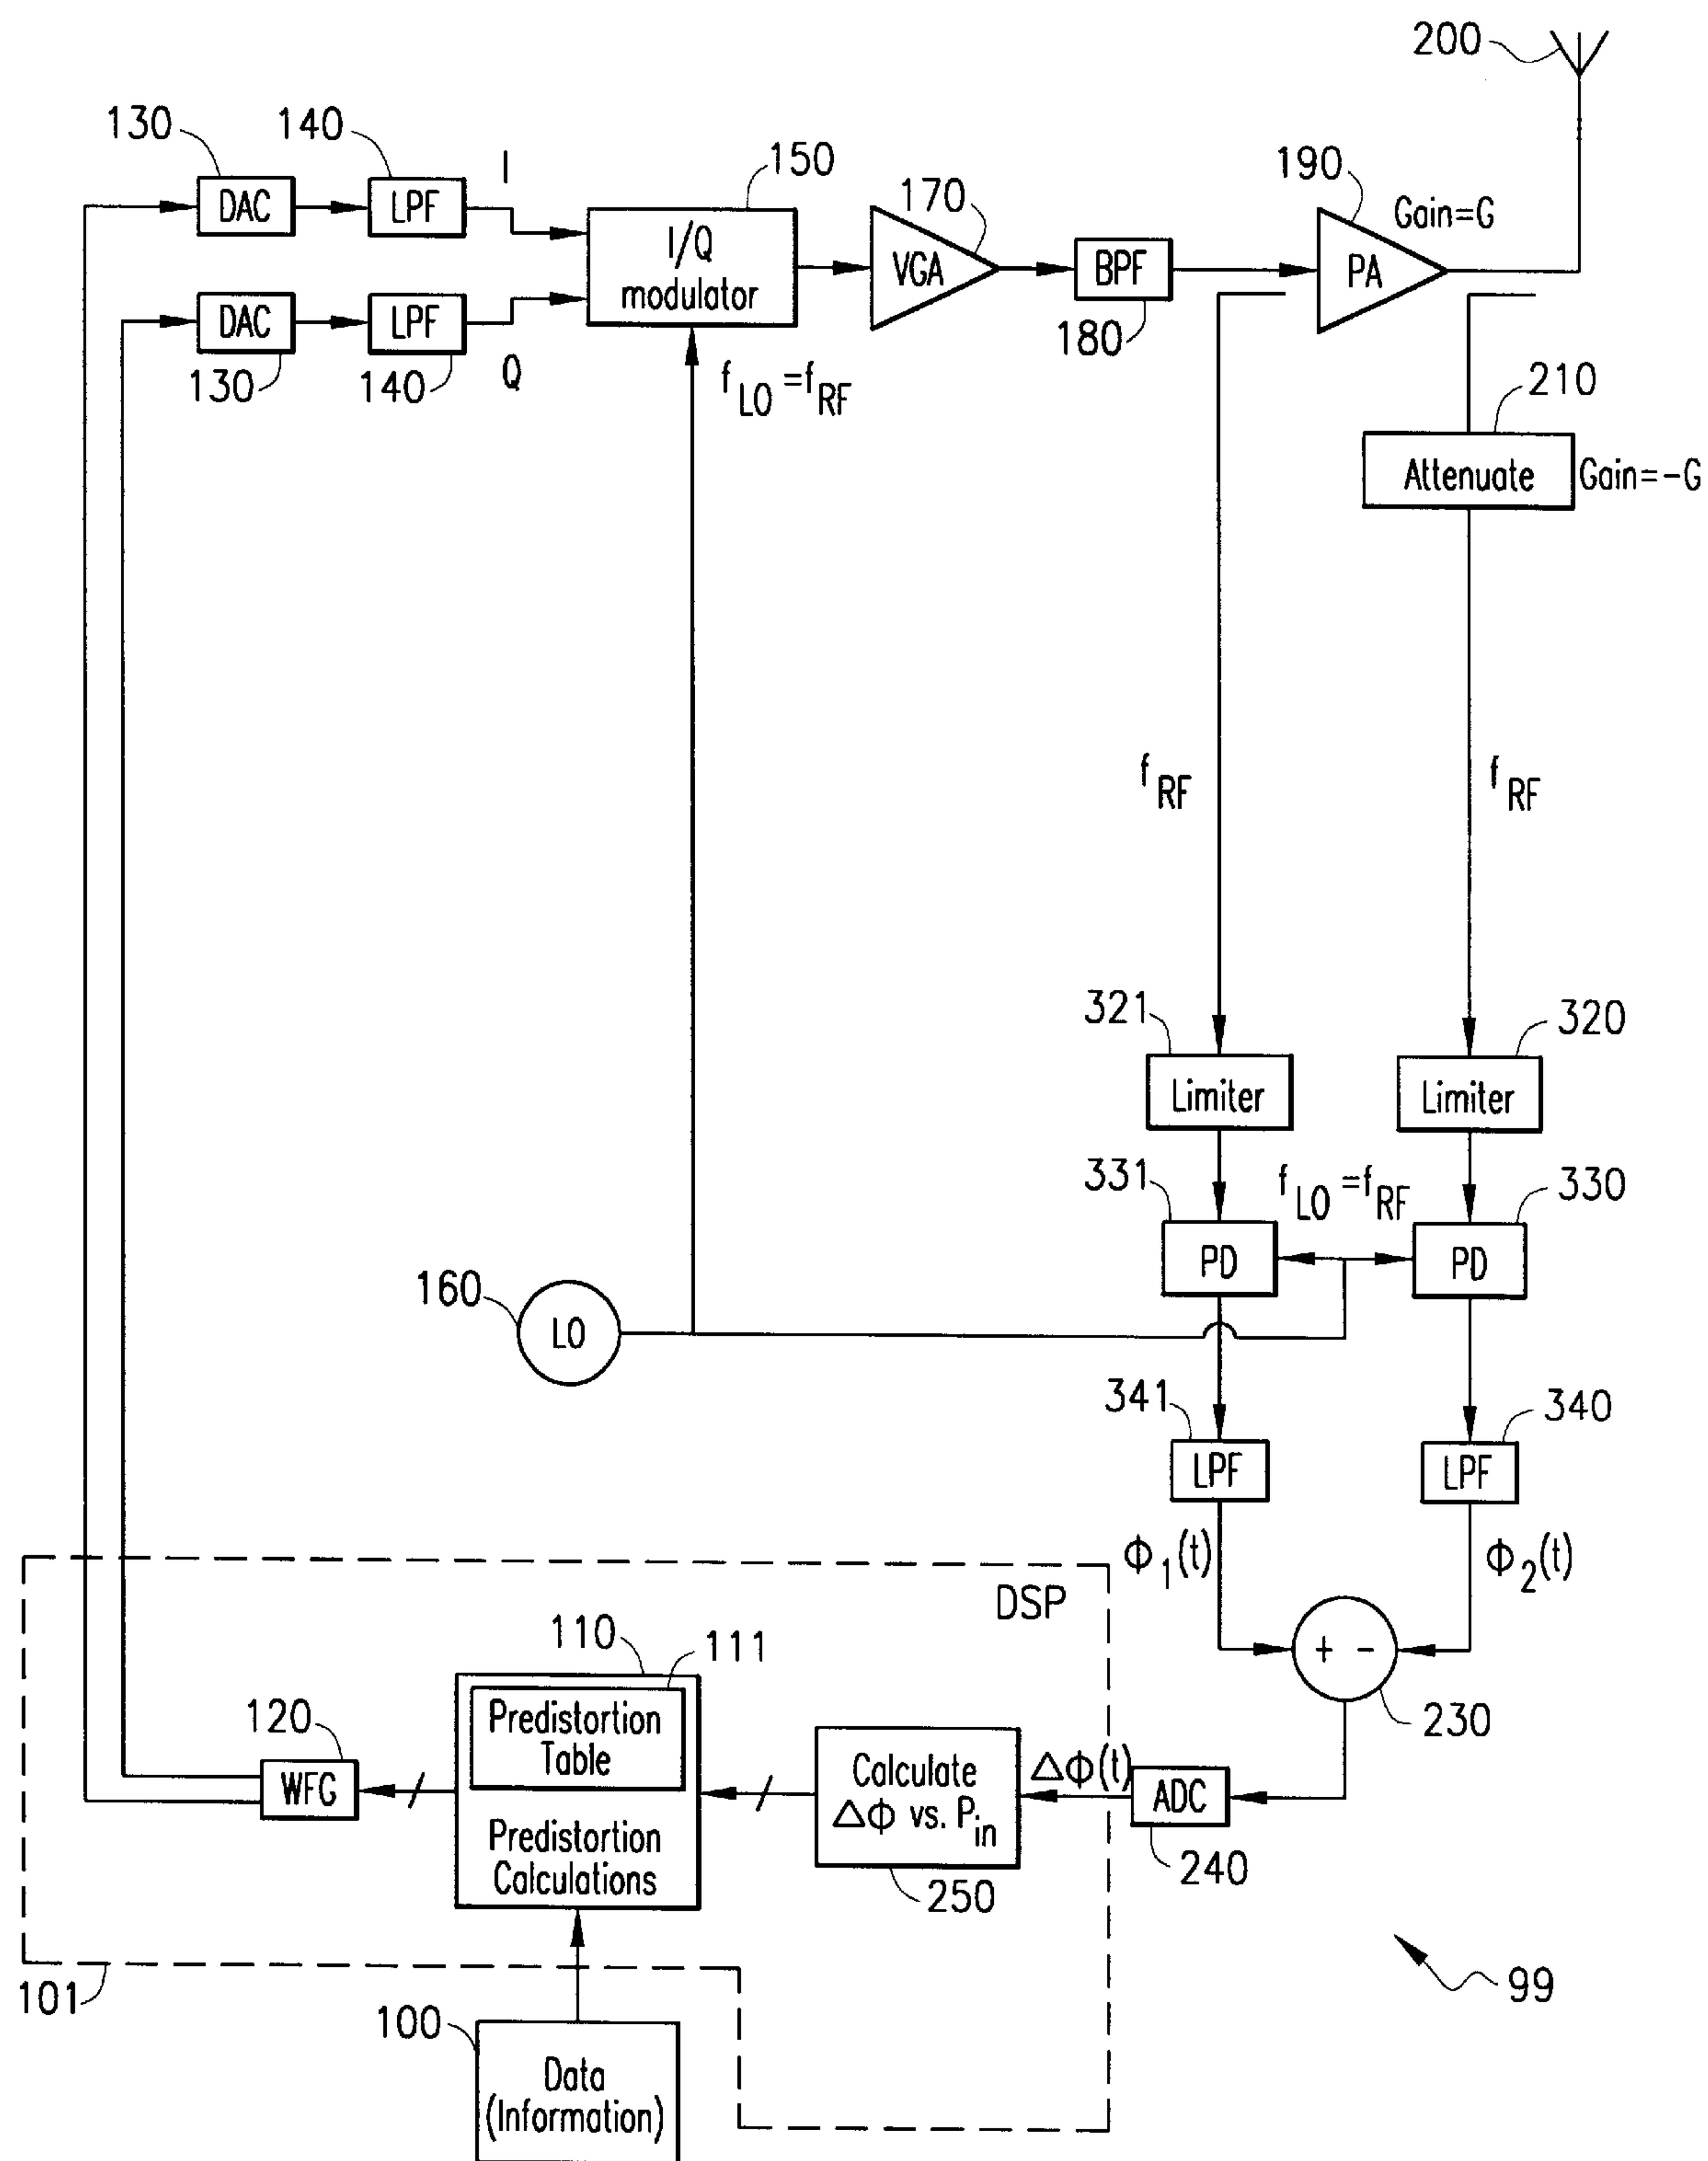 200
130
140
I
150
190
Gain=G
DAC
LPF
170
I/Q
modulator
VGA
BPF
PA
DAC
LPF
180
130
140
Q
f LO =f RF
210
Attenuate
Gain=-G
f RF
f RF
321
320
Limiter
Limiter
331
f LO =f RF
330
PD
PD
160
LO
341
340
LPF
LPF
Φ 1 (t)
Φ 2 (t)
DSP
110
111
+ -
230
Predistortion
Table
120
WFG
Calculate
ΔΦ vs. P in
ΔΦ(t)
ADC
Predistortion
Calculations
240
250
101
99
100
Data
(Information)